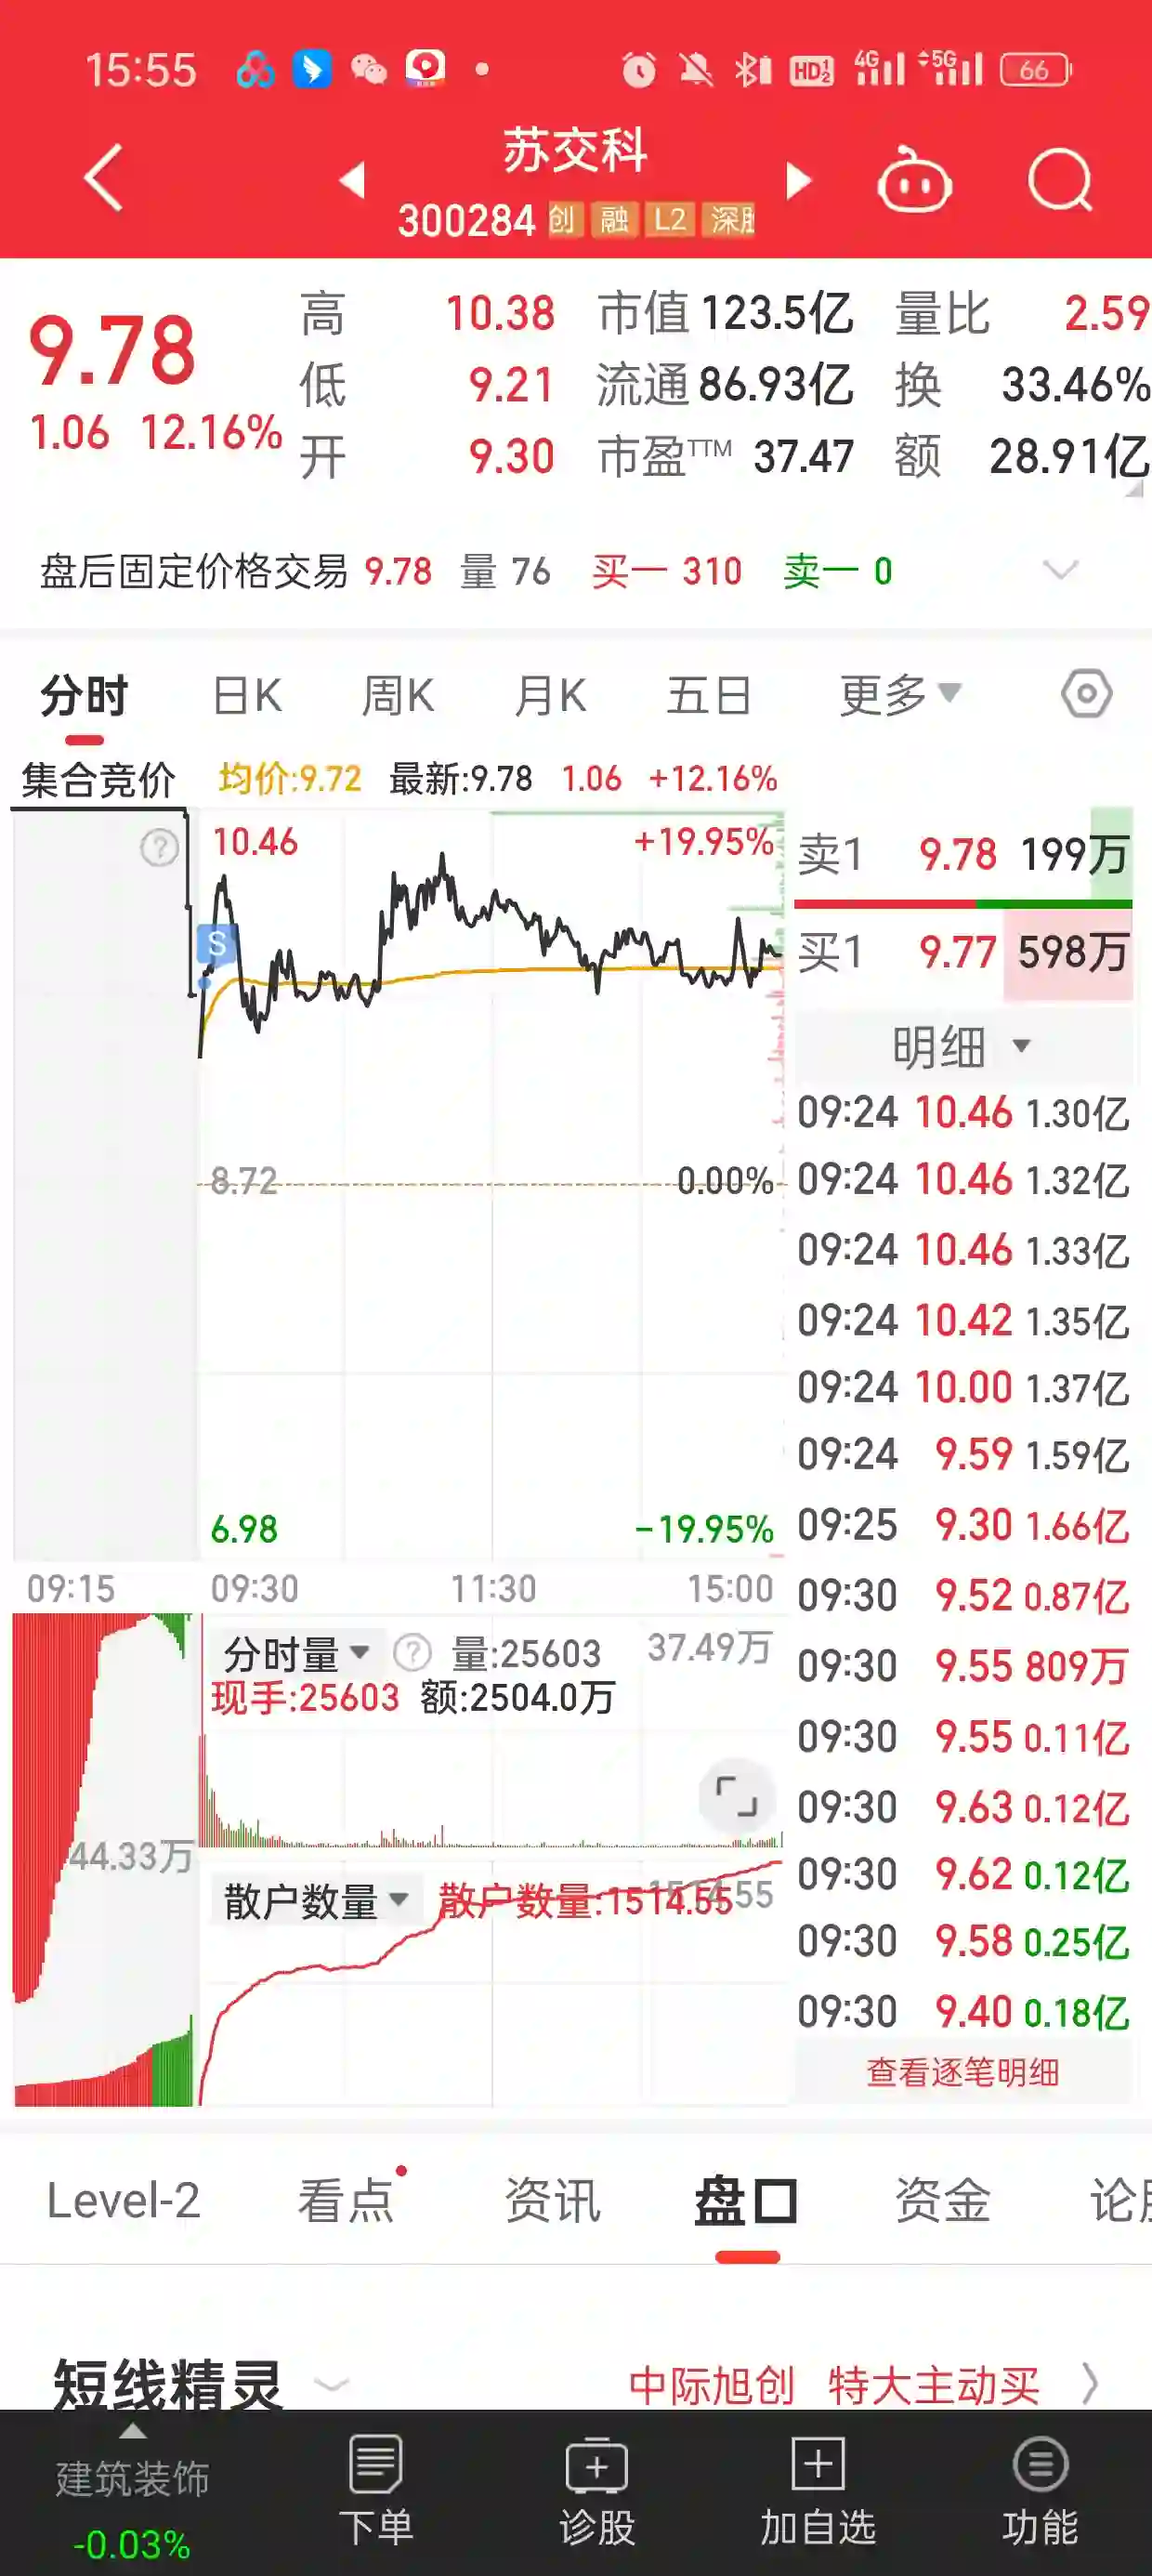 15:55 HD12 4G 5G 66
苏交科
300284 创 融 L2 深
9.78
1.06 12.16%
高 10.38 市值 123.5亿 量比 2.59
低 9.21 流通 86.93亿 换 33.46%
开 9.30 市盈TTM 37.47 额 28.91亿
盘后固定价格交易 9.78 量 76 买一 310 卖一 0
分时 日K 周K 月K 五日 更多
集合竞价 均价:9.72 最新:9.78 1.06 +12.16%
? 10.46 +19.95%
S
8.72 0.00%
6.98 -19.95%
09:15 09:30 11:30 15:00
卖1 9.78 199万
买1 9.77 598万
明细
09:24 10.46 1.30亿
09:24 10.46 1.32亿
09:24 10.46 1.33亿
09:24 10.42 1.35亿
09:24 10.00 1.37亿
09:24 9.59 1.59亿
09:25 9.30 1.66亿
09:30 9.52 0.87亿
09:30 9.55 809万
09:30 9.55 0.11亿
09:30 9.63 0.12亿
09:30 9.62 0.12亿
09:30 9.58 0.25亿
09:30 9.40 0.18亿
查看逐笔明细
分时量 ? 量:25603 37.49万
现手:25603 额:2504.0万
44.33万
散户数量 散户数量:1514.55 1514.55
Level-2 看点 资讯 盘口 资金 论
短线精灵 中际旭创 特大主动买
建筑装饰
-0.03%
下单 诊股 加自选 功能